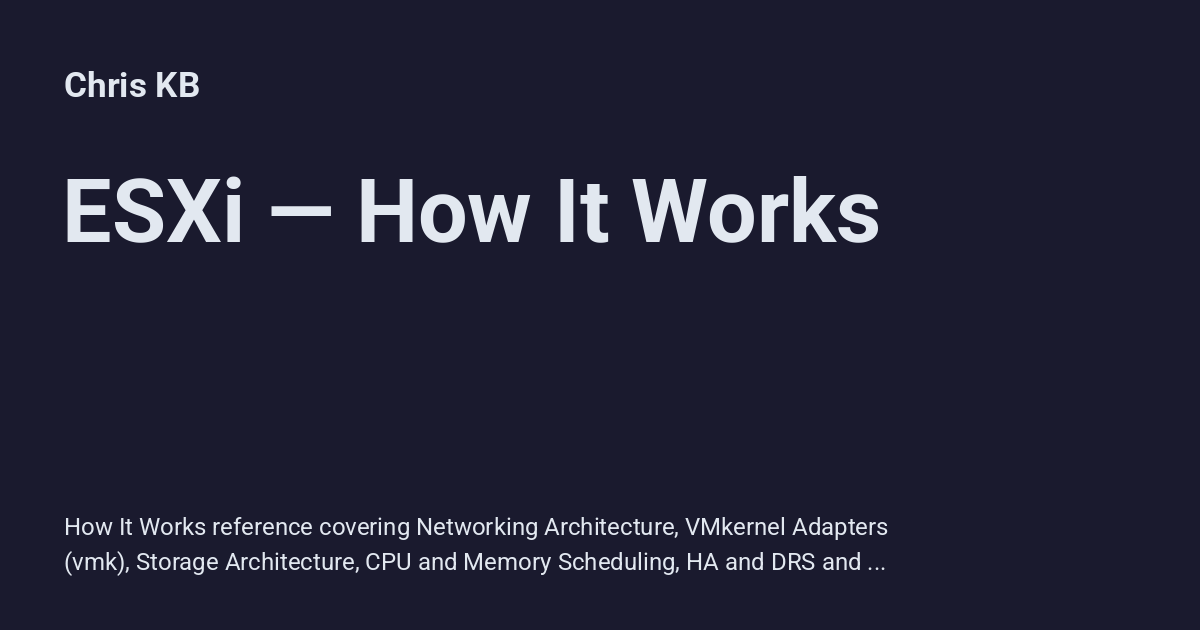 Chris KB
ESXi — How It Works
How It Works reference covering Networking Architecture, VMkernel Adapters
(vmk), Storage Architecture, CPU and Memory Scheduling, HA and DRS and ...